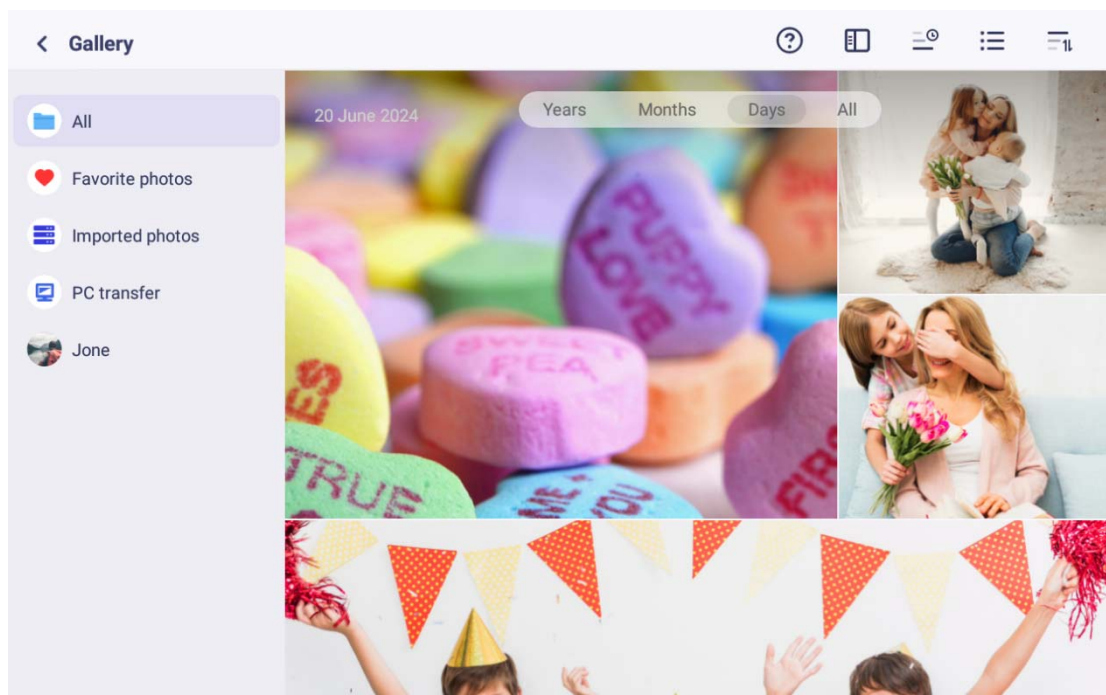 Gallery
All
Favorite photos
Imported photos
PC transfer
Jone
20 June 2024
Years Months Days All
PUPPY
LOVE
SWEET
PEA
ES
TRUE
ME +
YOU
FIRS